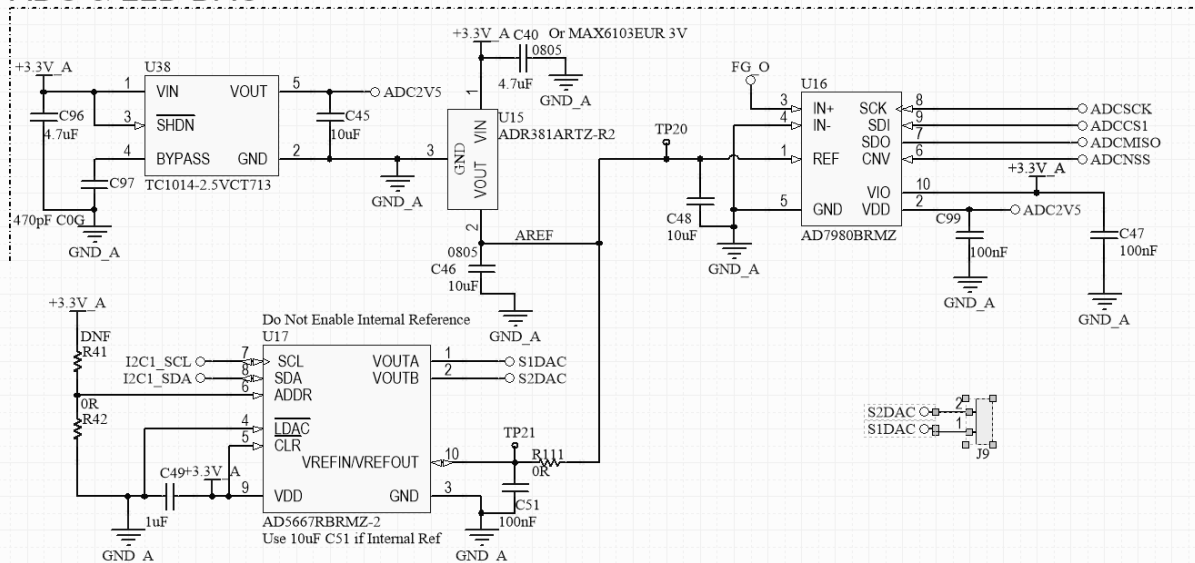 +3.3V_A C40 Or MAX6103EUR 3V
0805
4.7uF
GND_A
+3.3V_A
U38
1 VIN VOUT 5 ADC2V5
3 SHDN
4 BYPASS GND 2
TC1014-2.5VCT713
C96
4.7uF
C97
470pF C0G
GND_A
C45
10uF
GND_A
1
U15
ADR381ARTZ-R2
3 GND VIN VOUT
2
AREF
0805
C46
10uF
GND_A
TP20
C48
10uF
GND_A
FG_O
U16
3 IN+ SCK 8 ADCSCK
4 IN- SDI 9 ADCCS1
SDO 7 ADCMISO
1 REF CNV 6 ADCNSS
+3.3V_A
VIO 10
5 GND VDD 2 ADC2V5
AD7980BRMZ
C99
100nF
GND_A
C47
100nF
GND_A
+3.3V_A
DNF
R41
0R
R42
Do Not Enable Internal Reference
U17
I2C1_SCL 7 SCL VOUTA 1 S1DAC
I2C1_SDA 8 SDA VOUTB 2 S2DAC
6 ADDR
4 LDAC
5 CLR
VREFIN/VREFOUT 10
9 VDD GND 3
AD5667RBRMZ-2
Use 10uF C51 if Internal Ref
C49 +3.3V_A
1uF
GND_A
TP21
R111
0R
C51
100nF
GND_A
S2DAC 2
S1DAC 1
J9